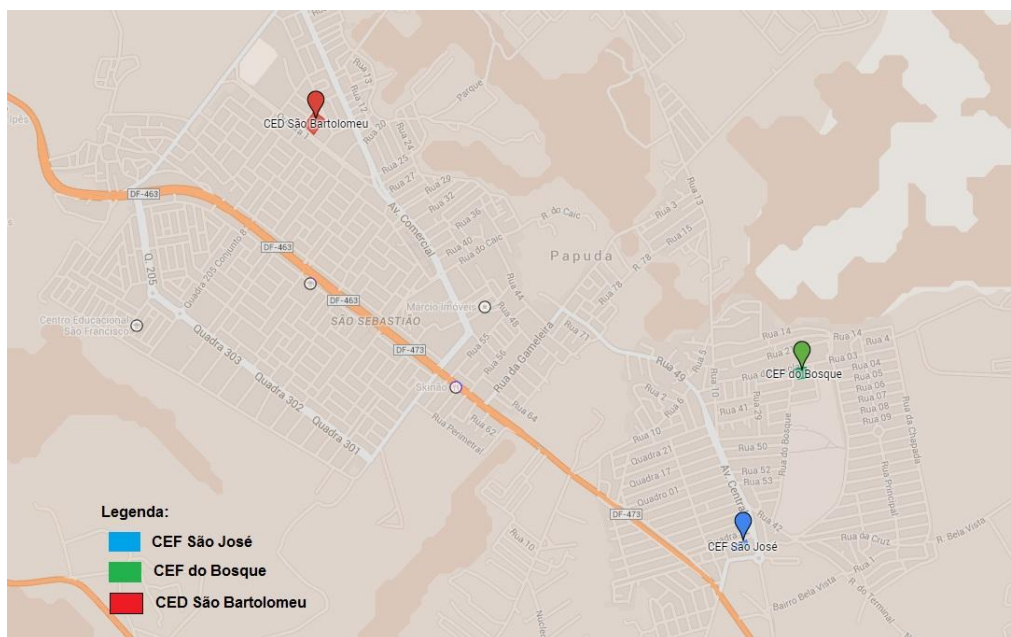 Rua 13
Rua 12
Parque
CED São Bartolomeu
Rua 20
Rua 24
Rua 25
Rua 27
Rua 29
Rua 32
Rua 13
DF-463
Av. Comercial
Rua 36
R. do Caic
Rua 3
Rua 15
Rua 40
Rua do Caic
Papuda
R. 78
Q. 205
Quadra 205 Conjunto 8
DF-463
Rua 44
Rua 78
DF-463
Márcio Imóveis
Rua 48
Centro Educacional
São Francisco
SÃO SEBASTIÃO
Rua 71
Quadra 303
DF-473
Rua 55
Rua 56
Rua da Gameleira
Rua 49
Rua 5
Rua 14
Rua 14
Rua 4
Rua 03
CEF do Bosque
Rua 04
Rua 05
Rua 06
Rua 07
Rua 08
Rua 09
Skinão
Rua 10
Rua 2
Rua 6
Quadra 302
Rua 64
Rua 62
Rua Perimetral
Rua 41
Rua 29
Rua do Bosque
Rua da Chapada
Quadra 301
Rua 10
Quadra 21
Rua 50
Quadra 17
Rua 52
Rua 53
Quadro 01
Av. Central
Rua Principal
DF-473
Rua 42
CEF São José
Rua da Cruz
R. Bela Vista
Rua 10
Rua 1
Bairro Bela Vista
R. do Terminal
Legenda:
CEF São José
CEF do Bosque
CED São Bartolomeu